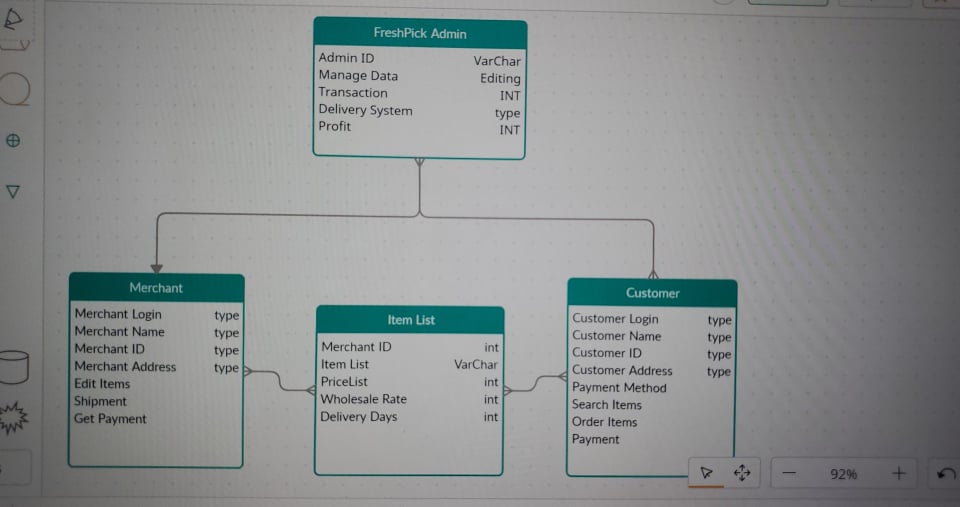 FreshPick Admin
Admin ID VarChar
Manage Data Editing
Transaction INT
Delivery System type
Profit INT
Merchant
Merchant Login type
Merchant Name type
Merchant ID type
Merchant Address type
Edit Items
Shipment
Get Payment
Item List
Merchant ID int
Item List VarChar
PriceList int
Wholesale Rate int
Delivery Days int
Customer
Customer Login type
Customer Name type
Customer ID type
Customer Address type
Payment Method
Search Items
Order Items
Payment
92%